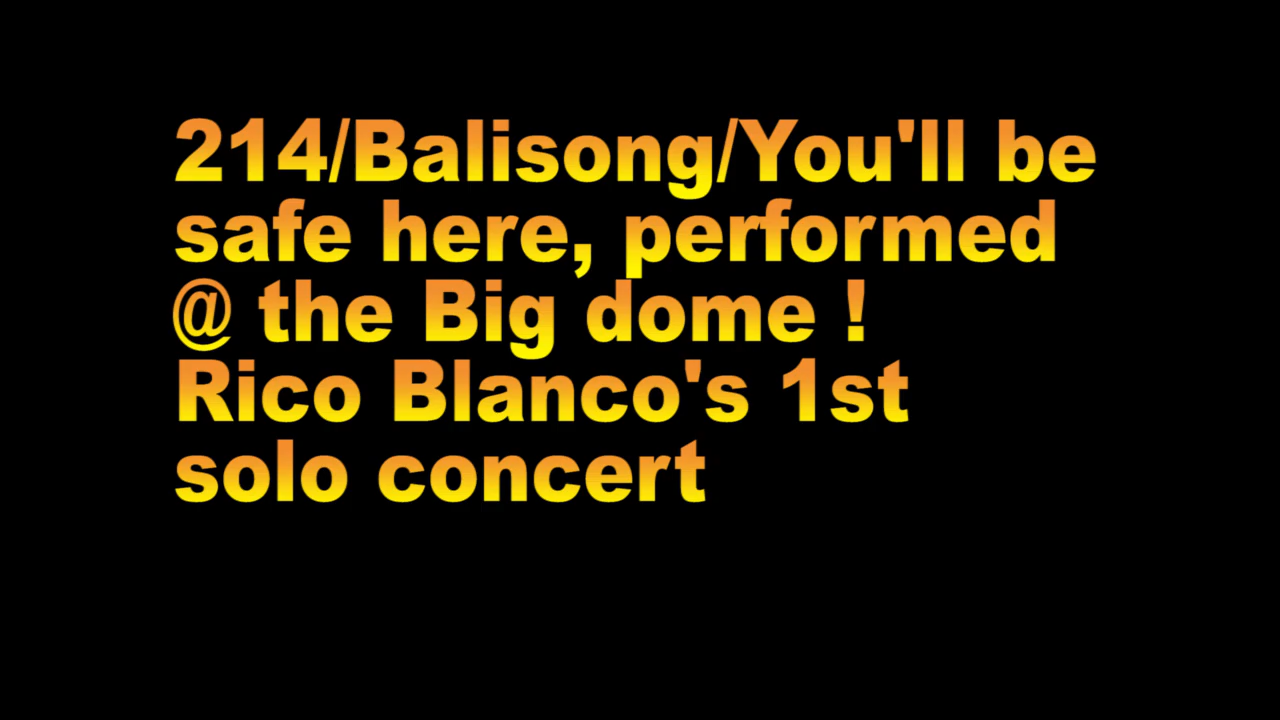 214/Balisong/You'll be
safe here, performed
@ the Big dome !
Rico Blanco's 1st
solo concert